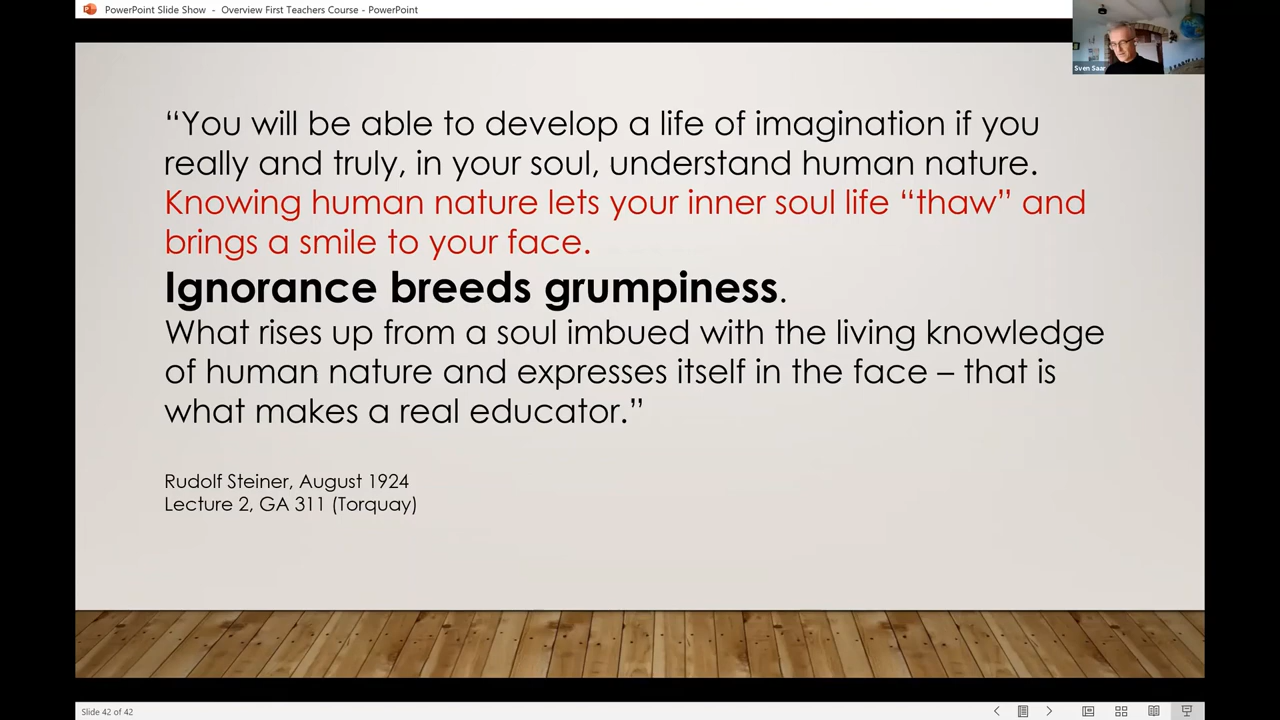 PowerPoint Slide Show - Overview First Teachers Course - PowerPoint
Sven Saar
“You will be able to develop a life of imagination if you
really and truly, in your soul, understand human nature.
Knowing human nature lets your inner soul life “thaw” and
brings a smile to your face.
Ignorance breeds grumpiness.
What rises up from a soul imbued with the living knowledge
of human nature and expresses itself in the face – that is
what makes a real educator.”
Rudolf Steiner, August 1924
Lecture 2, GA 311 (Torquay)
Slide 42 of 42